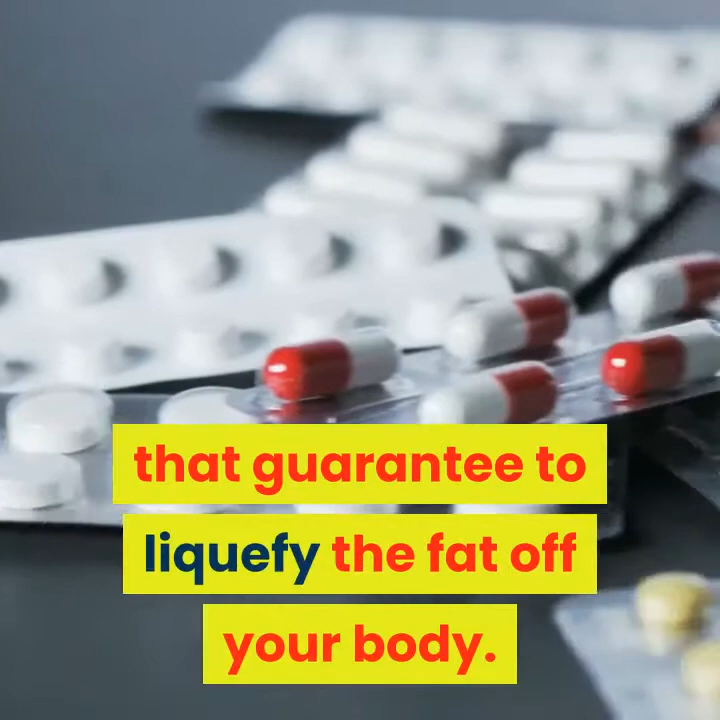 that guarantee to
liquefy the fat off
your body.